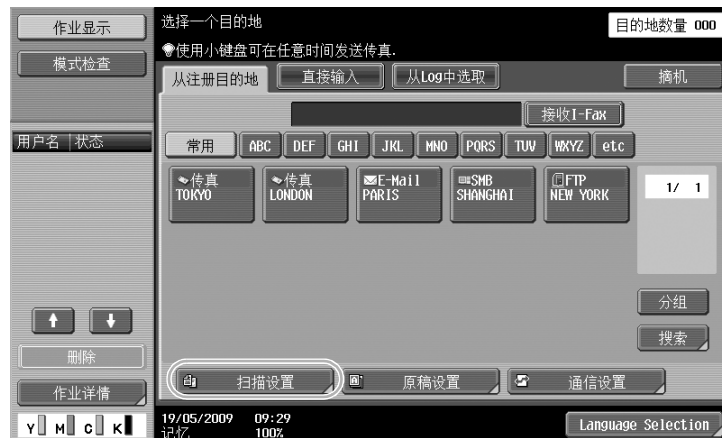 作业显示
模式检查
选择一个目的地
使用小键盘可在任意时间发送传真.
目的地数量 000
从注册目的地 直接输入 从Log中选取 摘机
接收I-Fax
用户名 状态
常用 ABC DEF GHI JKL MNO PQRS TUV WXYZ etc
传真 传真 E-Mail SMB FTP
TOKYO LONDON PARIS SHANGHAI NEW YORK
1/ 1
分组
搜索
删除
作业详情
扫描设置 原稿设置 通信设置
Y M C K
19/05/2009 09:29
记忆 100%
Language Selection